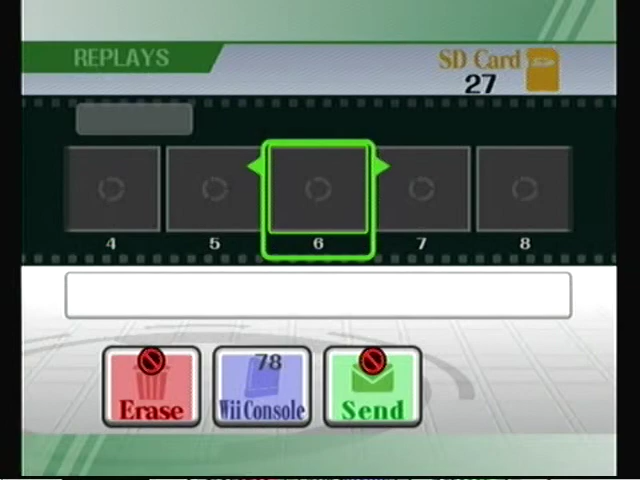 REPLAYS
SD Card
27
4 5 6 7 8
78
Erase
Wii Console
Send